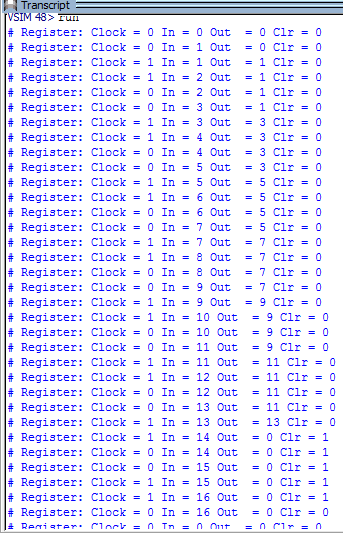 Transcript
VSIM 48> run
# Register: Clock = 0 In = 0 Out  = 0 Clr = 0
# Register: Clock = 0 In = 1 Out  = 0 Clr = 0
# Register: Clock = 1 In = 1 Out  = 1 Clr = 0
# Register: Clock = 1 In = 2 Out  = 1 Clr = 0
# Register: Clock = 0 In = 2 Out  = 1 Clr = 0
# Register: Clock = 0 In = 3 Out  = 1 Clr = 0
# Register: Clock = 1 In = 3 Out  = 3 Clr = 0
# Register: Clock = 1 In = 4 Out  = 3 Clr = 0
# Register: Clock = 0 In = 4 Out  = 3 Clr = 0
# Register: Clock = 0 In = 5 Out  = 3 Clr = 0
# Register: Clock = 1 In = 5 Out  = 5 Clr = 0
# Register: Clock = 1 In = 6 Out  = 5 Clr = 0
# Register: Clock = 0 In = 6 Out  = 5 Clr = 0
# Register: Clock = 0 In = 7 Out  = 5 Clr = 0
# Register: Clock = 1 In = 7 Out  = 7 Clr = 0
# Register: Clock = 1 In = 8 Out  = 7 Clr = 0
# Register: Clock = 0 In = 8 Out  = 7 Clr = 0
# Register: Clock = 0 In = 9 Out  = 7 Clr = 0
# Register: Clock = 1 In = 9 Out  = 9 Clr = 0
# Register: Clock = 1 In = 10 Out  = 9 Clr = 0
# Register: Clock = 0 In = 10 Out  = 9 Clr = 0
# Register: Clock = 0 In = 11 Out  = 9 Clr = 0
# Register: Clock = 1 In = 11 Out  = 11 Clr = 0
# Register: Clock = 1 In = 12 Out  = 11 Clr = 0
# Register: Clock = 0 In = 12 Out  = 11 Clr = 0
# Register: Clock = 0 In = 13 Out  = 11 Clr = 0
# Register: Clock = 1 In = 13 Out  = 13 Clr = 0
# Register: Clock = 1 In = 14 Out  = 0 Clr = 1
# Register: Clock = 0 In = 14 Out  = 0 Clr = 1
# Register: Clock = 0 In = 15 Out  = 0 Clr = 1
# Register: Clock = 1 In = 15 Out  = 0 Clr = 1
# Register: Clock = 1 In = 16 Out  = 0 Clr = 1
# Register: Clock = 0 In = 16 Out  = 0 Clr = 0
# Register: Clock = 0 In = 0 Out  = 0 Clr = 0